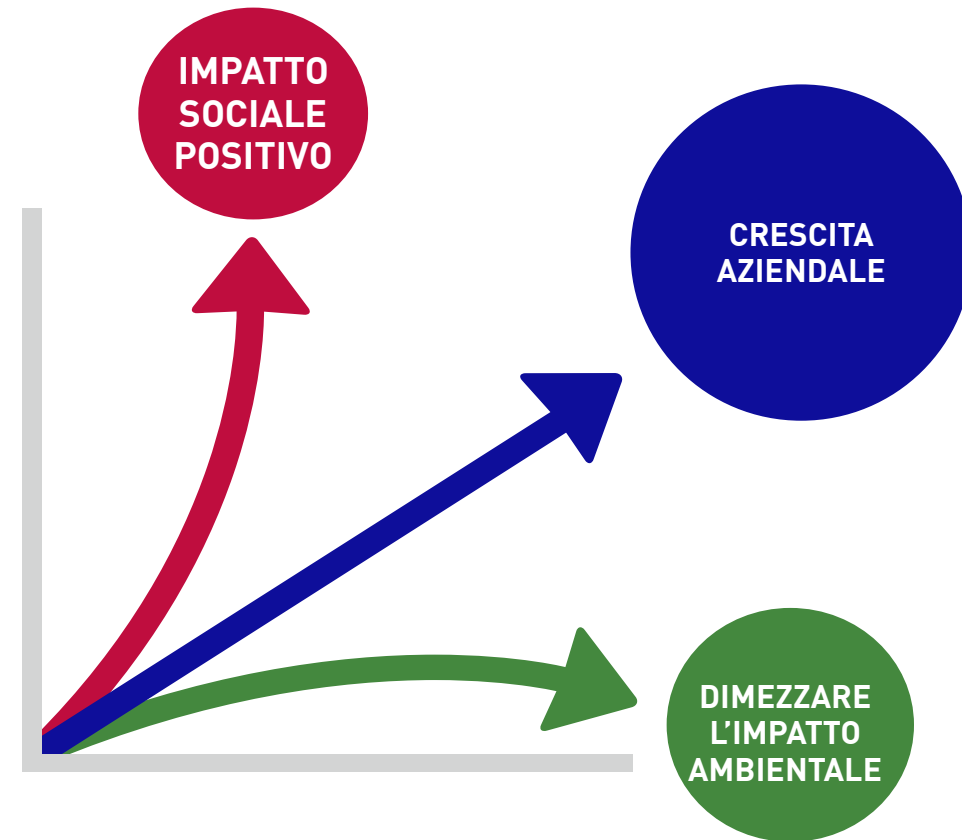 IMPATTO
SOCIALE
POSITIVO
CRESCITA
AZIENDALE
DIMEZZARE
L'IMPATTO
AMBIENTALE